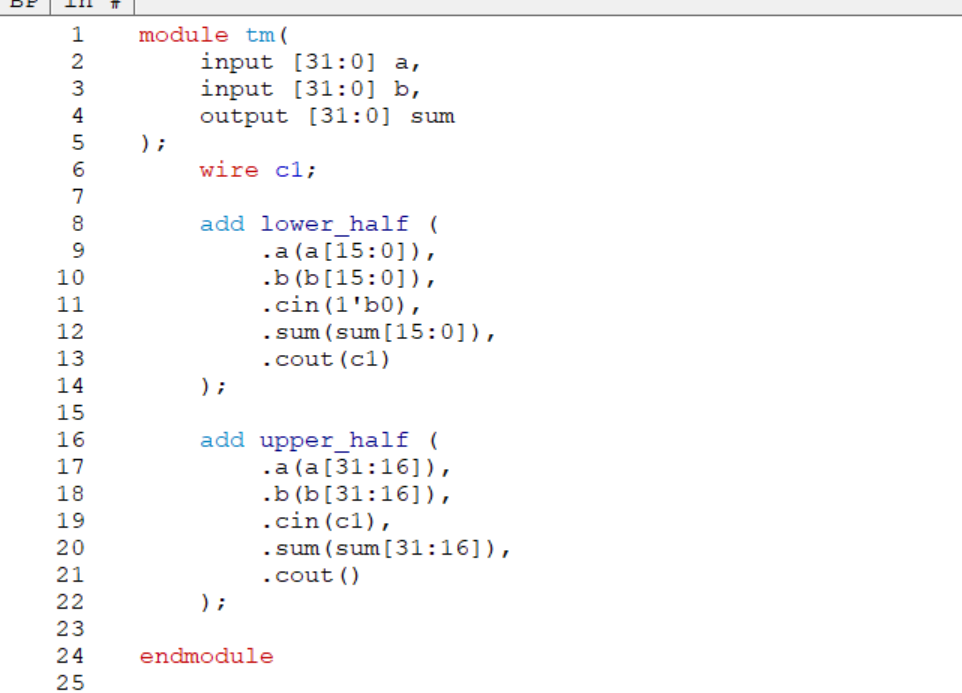 BP ln #
1 module tm(
2 input [31:0] a,
3 input [31:0] b,
4 output [31:0] sum
5 );
6 wire c1;
7
8 add lower_half (
9 .a(a[15:0]),
10 .b(b[15:0]),
11 .cin(1'b0),
12 .sum(sum[15:0]),
13 .cout(c1)
14 );
15
16 add upper_half (
17 .a(a[31:16]),
18 .b(b[31:16]),
19 .cin(c1),
20 .sum(sum[31:16]),
21 .cout()
22 );
23
24 endmodule
25